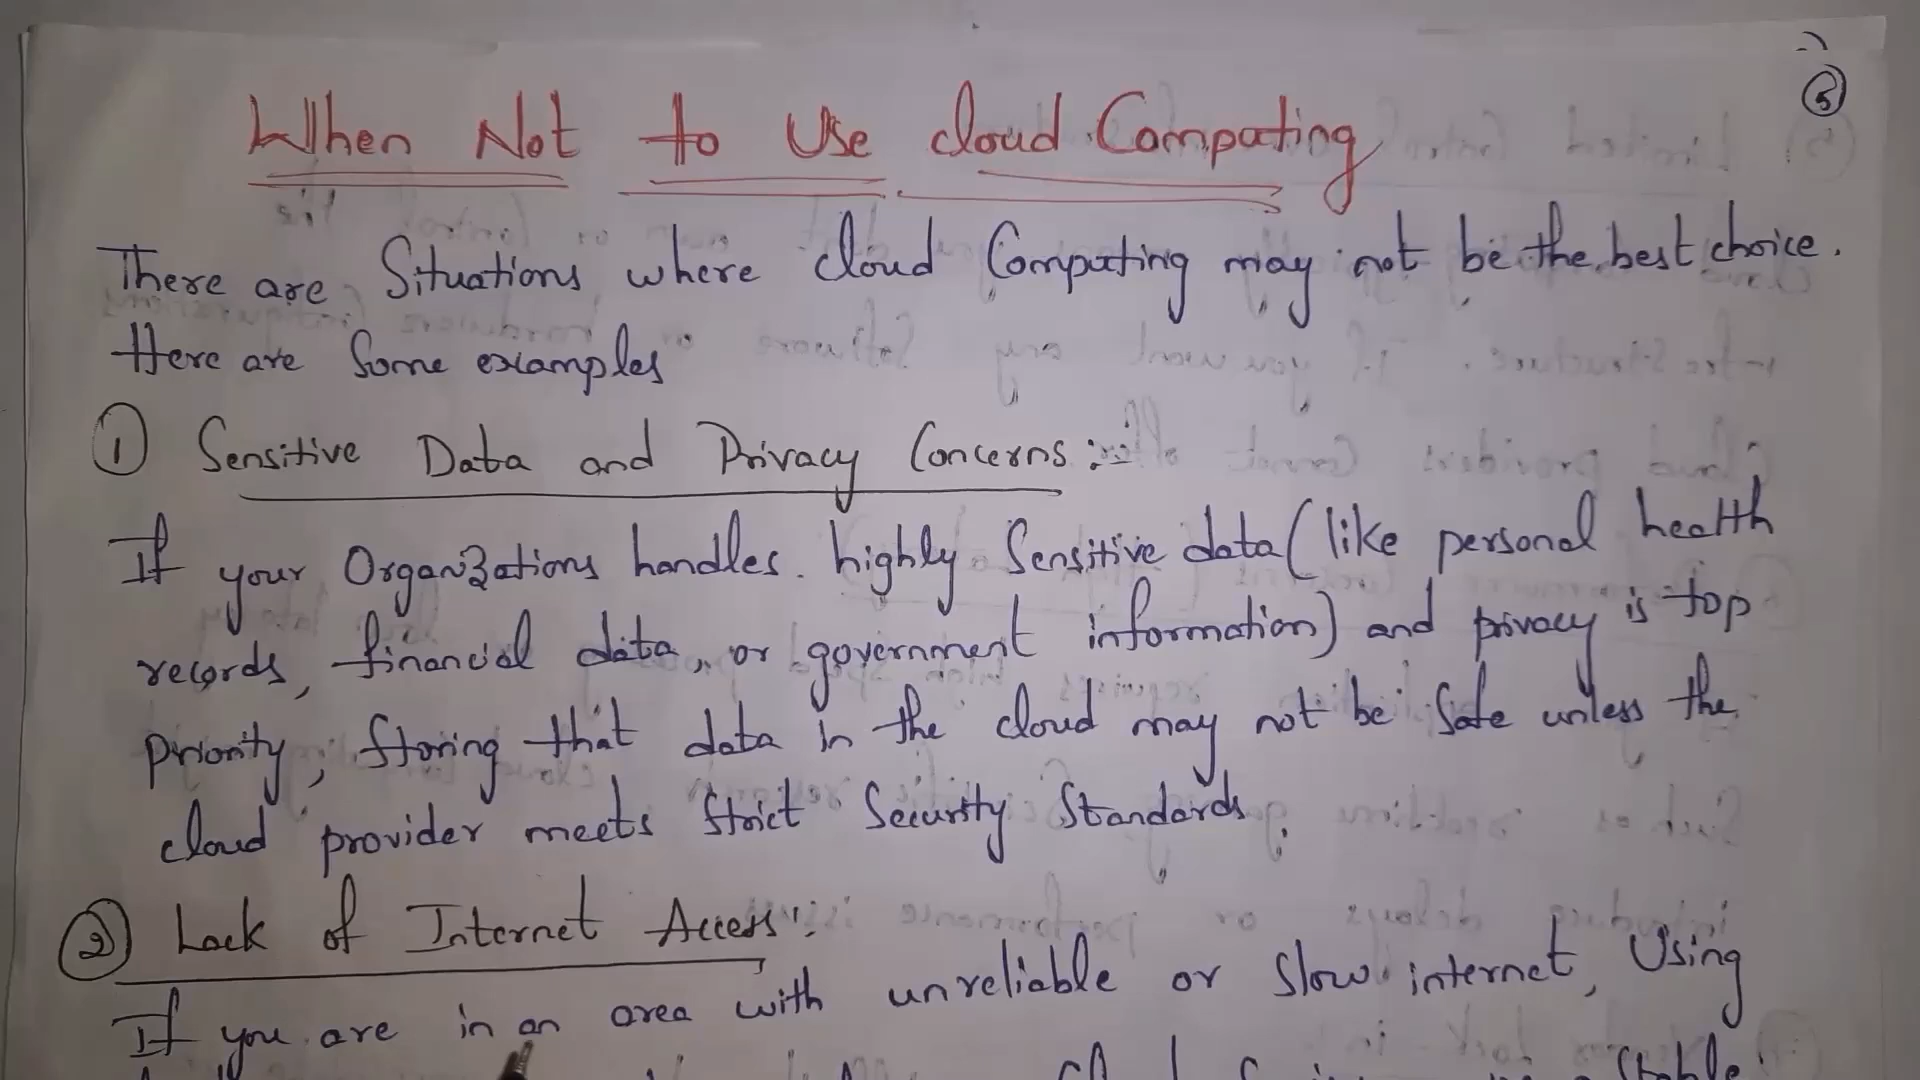 5
When Not to Use cloud Computing
There are Situations where cloud Computing may not be the best choice.
Here are Some examples
① Sensitive Data and Privacy Concerns :-
If your Organizations handles highly Sensitive data (like personal health
records, financial data, or government information) and privacy is top
priority, storing that data in the cloud may not be safe unless the
cloud provider meets strict Security Standards.
② Lack of Internet Access :
If you are in an area with unreliable or slow internet, Using
stable